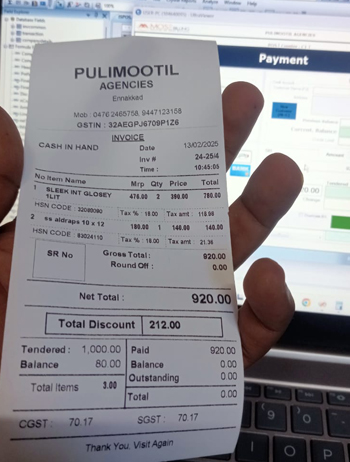 Payment
PULIMOOTIL
AGENCIES
Ennakkad
Mob : 0476 2465758, 9447123158
GSTIN : 32AEGPJ6709P1Z6
INVOICE
CASH IN HAND Date 13/02/2025
Inv # 24-25/4
Time : 10:45:05
No Item Name Mrp Qty Price Total
1 SLEEK INT GLOSEY 1LIT 476.00 2 390.00 780.00
HSN CODE : 32080090 Tax % 18.00 Tax amt : 118.98
2 ss aldraps 10 x 12 180.00 1 140.00 140.00
HSN CODE : 83024110 Tax % 18.00 Tax amt : 21.36
SR No
Gross Total : 920.00
Round Off : 0.00
Net Total : 920.00
Total Discount 212.00
Tendered : 1,000.00 Paid 920.00
Balance 80.00 Balance 0.00
Outstanding 0.00
Total Items 3.00
Total 0.00
CGST : 70.17 SGST : 70.17
Thank You, Visit Again